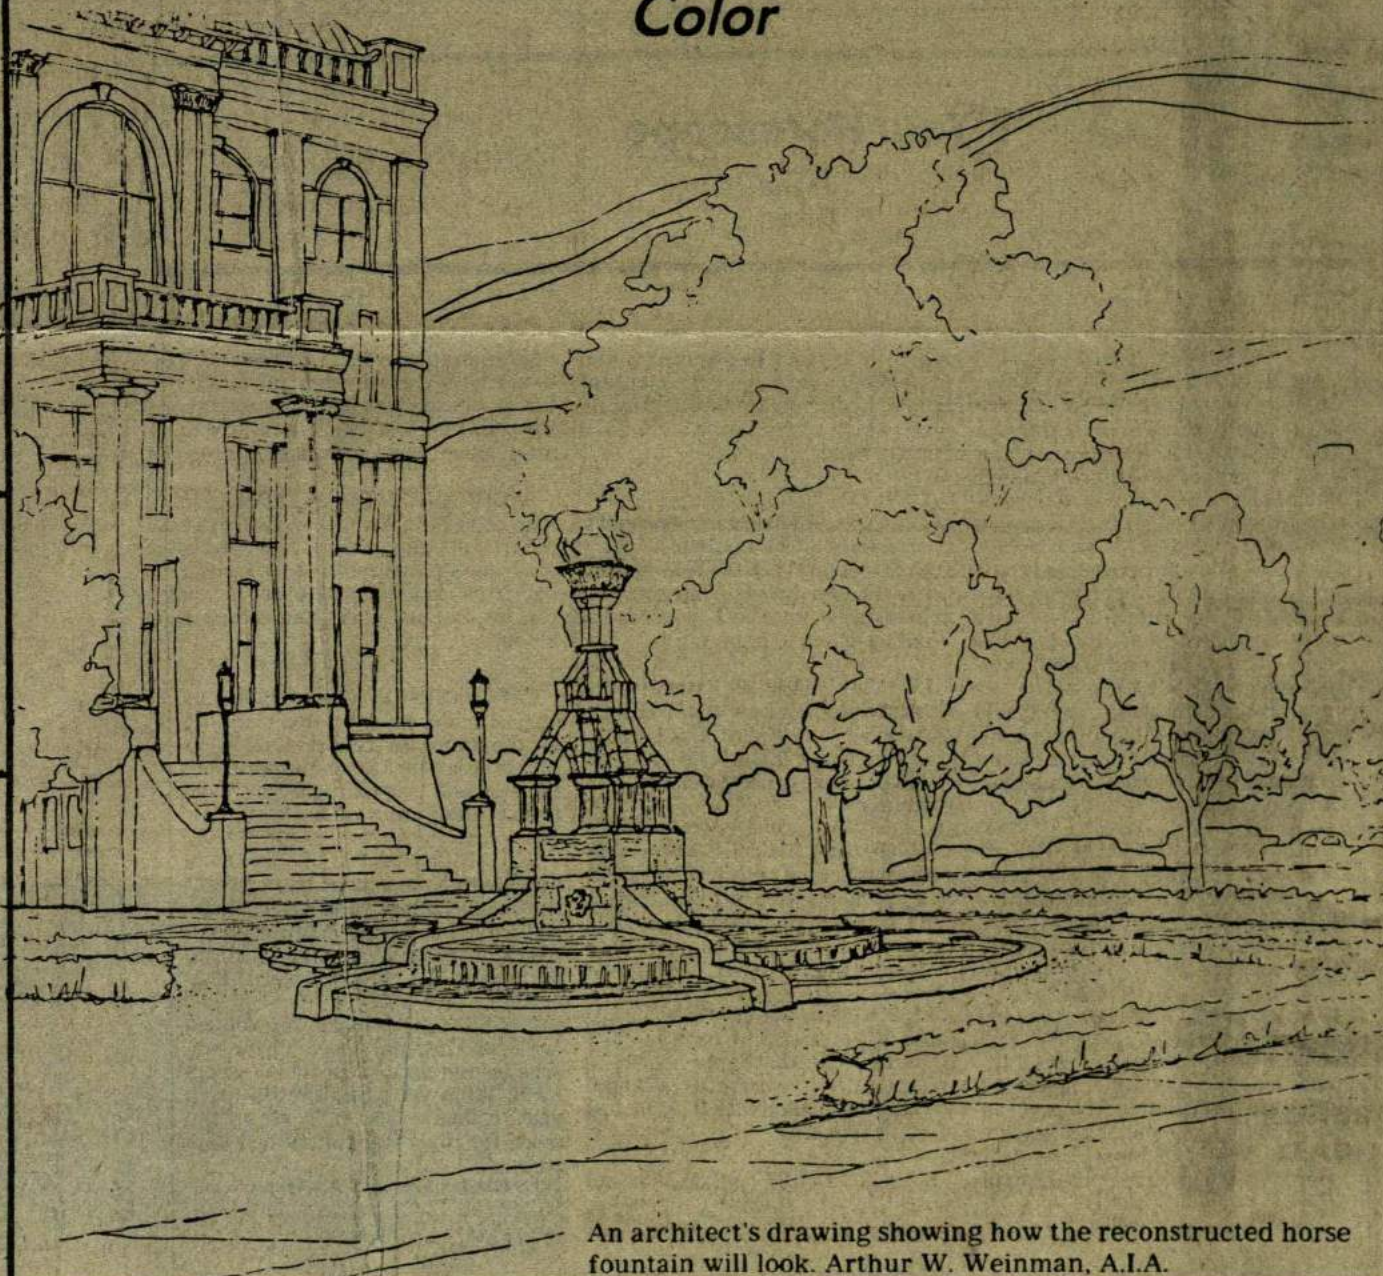 Color
An architect's drawing showing how the reconstructed horse
fountain will look. Arthur W. Weinman, A.I.A.